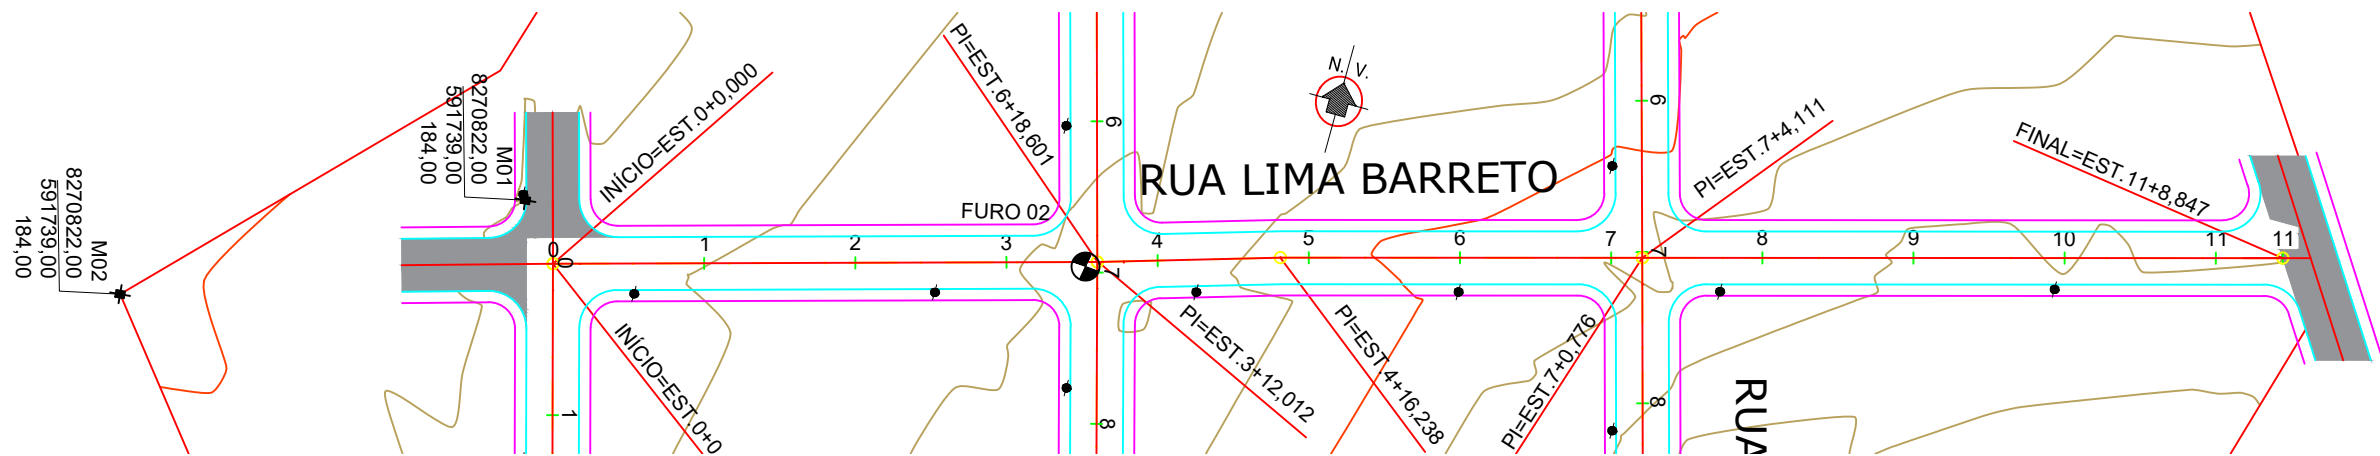 M02
8270822,00
591739,00
184,00
M01
8270822,00
591739,00
184,00
INÍCIO=EST.0+0,000
INÍCIO=EST.0+0
PI=EST.6+18,601
FURO 02
N. V.
RUA LIMA BARRETO
PI=EST.7+4,111
FINAL=EST.11+8,847
PI=EST.3+12,012
PI=EST.4+16,238
PI=EST.7+0,776
RUA
0
1
2
3
4
5
6
7
8
9
10
11
11
0
1
6
7
8
6
7
8